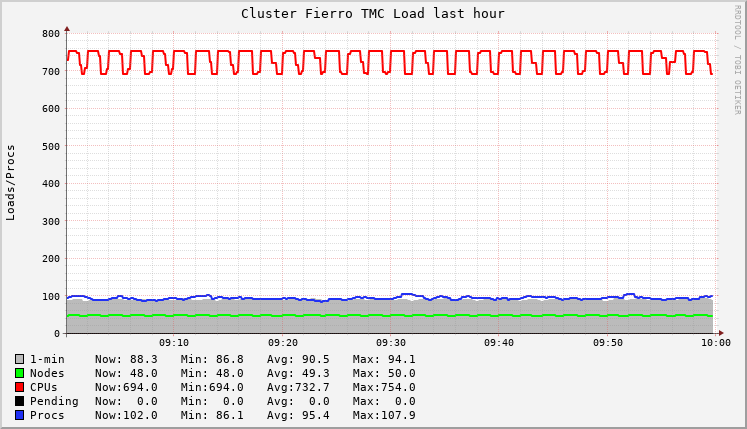 Cluster Fierro TMC Load last hour
RRDTOOL / TOBI OETIKER
Loads/Procs
800
700
600
500
400
300
200
100
0
09:10 09:20 09:30 09:40 09:50 10:00
1-min Now: 88.3 Min: 86.8 Avg: 90.5 Max: 94.1
Nodes Now: 48.0 Min: 48.0 Avg: 49.3 Max: 50.0
CPUs Now:694.0 Min:694.0 Avg:732.7 Max:754.0
Pending Now: 0.0 Min: 0.0 Avg: 0.0 Max: 0.0
Procs Now:102.0 Min: 86.1 Avg: 95.4 Max:107.9